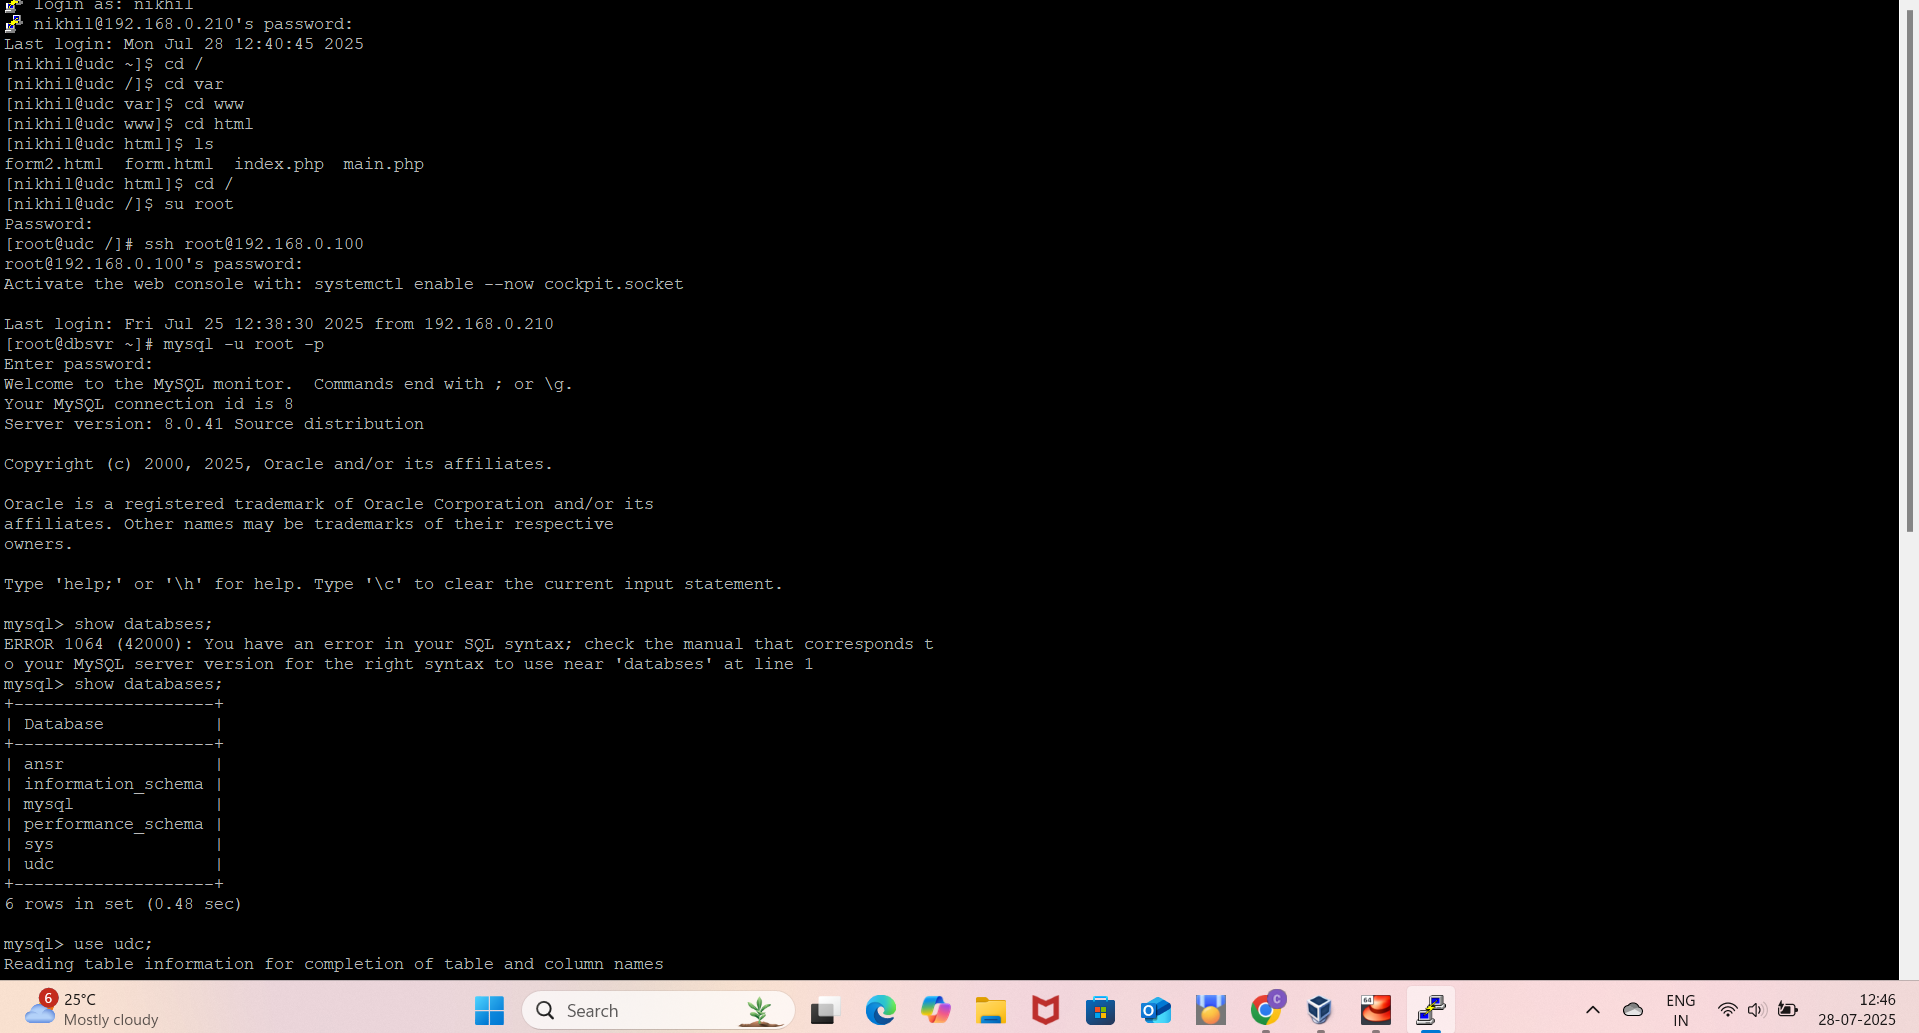 login as: nikhil
nikhil@192.168.0.210's password:
Last login: Mon Jul 28 12:40:45 2025
[nikhil@udc ~]$ cd /
[nikhil@udc /]$ cd var
[nikhil@udc var]$ cd www
[nikhil@udc www]$ cd html
[nikhil@udc html]$ ls
form2.html  form.html  index.php  main.php
[nikhil@udc html]$ cd /
[nikhil@udc /]$ su root
Password:
[root@udc /]# ssh root@192.168.0.100
root@192.168.0.100's password:
Activate the web console with: systemctl enable --now cockpit.socket

Last login: Fri Jul 25 12:38:30 2025 from 192.168.0.210
[root@dbsvr ~]# mysql -u root -p
Enter password:
Welcome to the MySQL monitor.  Commands end with ; or \g.
Your MySQL connection id is 8
Server version: 8.0.41 Source distribution

Copyright (c) 2000, 2025, Oracle and/or its affiliates.

Oracle is a registered trademark of Oracle Corporation and/or its
affiliates. Other names may be trademarks of their respective
owners.

Type 'help;' or '\h' for help. Type '\c' to clear the current input statement.

mysql> show databses;
ERROR 1064 (42000): You have an error in your SQL syntax; check the manual that corresponds t
o your MySQL server version for the right syntax to use near 'databses' at line 1
mysql> show databases;
+--------------------+
| Database           |
+--------------------+
| ansr               |
| information_schema |
| mysql              |
| performance_schema |
| sys                |
| udc                |
+--------------------+
6 rows in set (0.48 sec)

mysql> use udc;
Reading table information for completion of table and column names
6
25°C
Mostly cloudy
Search
C
64
ENG
IN
12:46
28-07-2025